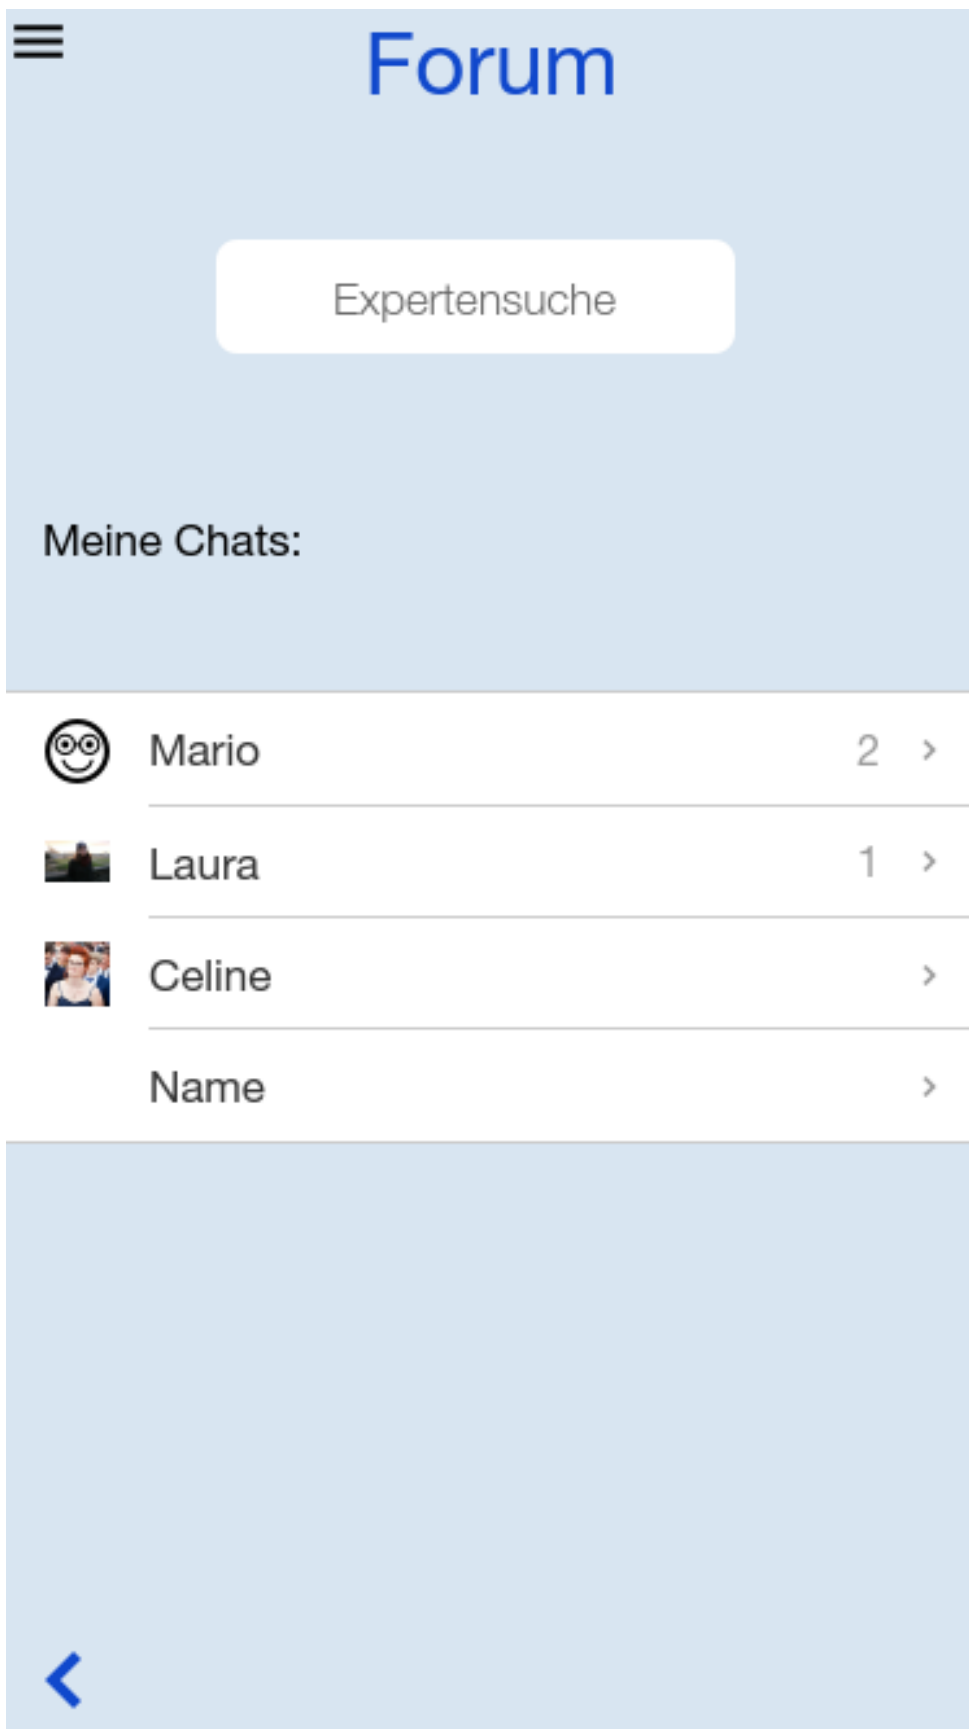 Forum
Expertensuche
Meine Chats:
Mario 2
Laura 1
Celine
Name